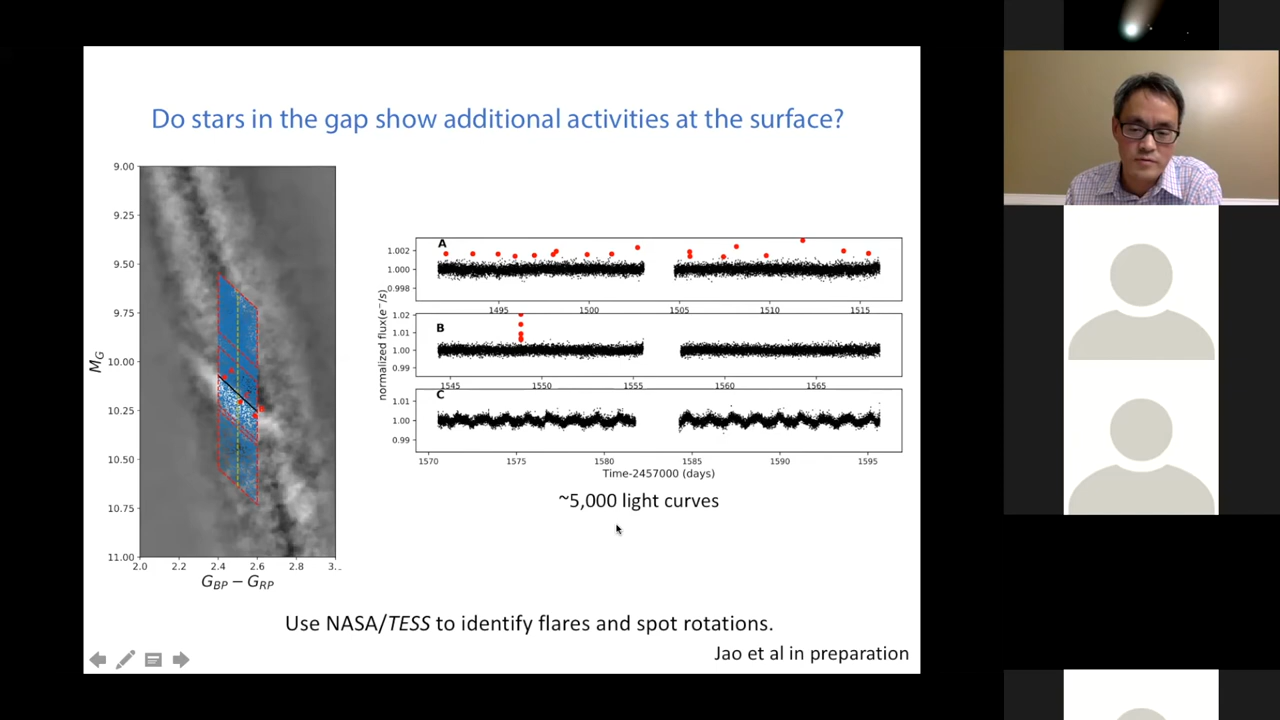 Do stars in the gap show additional activities at the surface?
9.00
9.25
9.50
9.75
10.00
10.25
10.50
10.75
11.00
M_G
2.0 2.2 2.4 2.6 2.8 3.
G_BP − G_RP
normalized flux(e⁻/s)
A
1.002
1.000
0.998
1495 1500 1505 1510 1515
B
1.02
1.01
1.00
0.99
1545 1550 1555 1560 1565
C
1.01
1.00
0.99
1570 1575 1580 1585 1590 1595
Time-2457000 (days)
~5,000 light curves
Use NASA/TESS to identify flares and spot rotations.
Jao et al in preparation